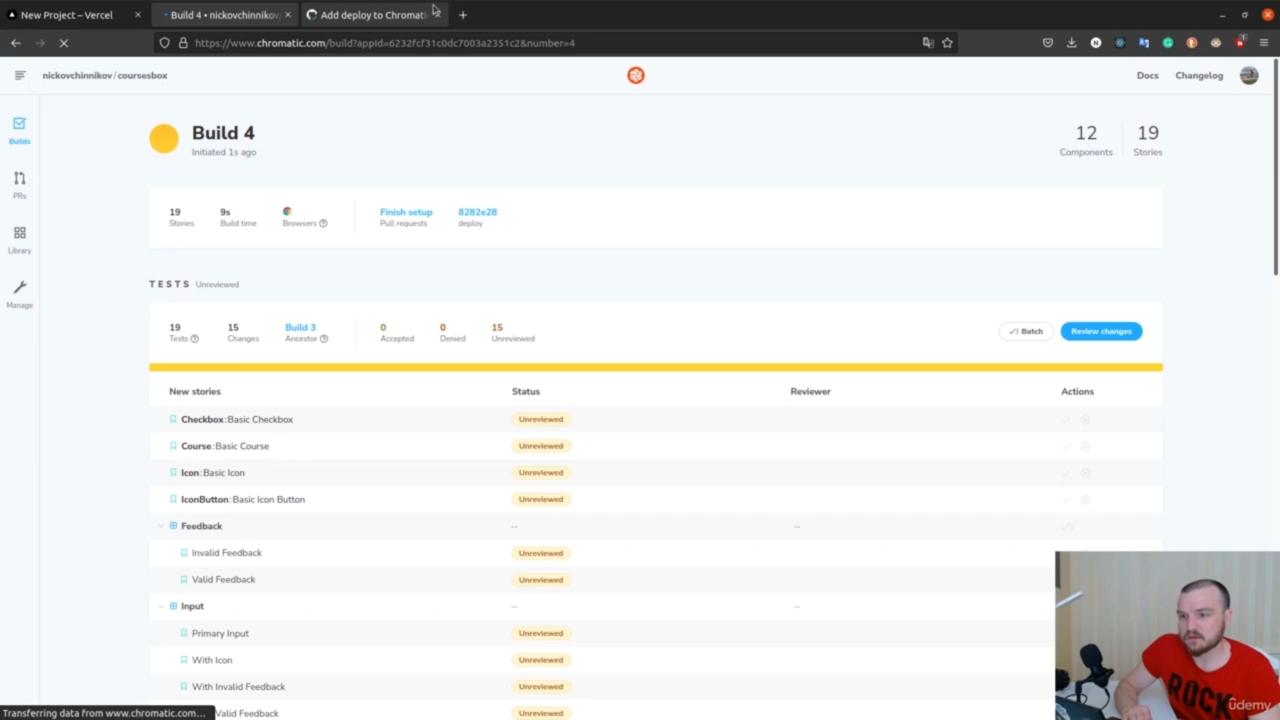 New Project – Vercel
Build 4 • nickovchinnikov/
Add deploy to Chromati
https://www.chromatic.com/build?appId=6232fcf31c0dc7003a2351c2&number=4
nickovchinnikov / coursesbox
Docs
Changelog
Builds
PRs
Library
Manage
Build 4
Initiated 1s ago
12
Components
19
Stories
19
Stories
9s
Build time
Browsers
Finish setup
Pull requests
8282e28
deploy
TESTS Unreviewed
19
Tests
15
Changes
Build 3
Ancestor
0
Accepted
0
Denied
15
Unreviewed
Batch
Review changes
New stories Status Reviewer Actions
Checkbox:Basic Checkbox Unreviewed
Course:Basic Course Unreviewed
Icon:Basic Icon Unreviewed
IconButton:Basic Icon Button Unreviewed
Feedback -- --
Invalid Feedback Unreviewed
Valid Feedback Unreviewed
Input -- --
Primary Input Unreviewed
With Icon Unreviewed
With Invalid Feedback Unreviewed
Valid Feedback Unreviewed
Transferring data from www.chromatic.com...
ROCK
ûdemy